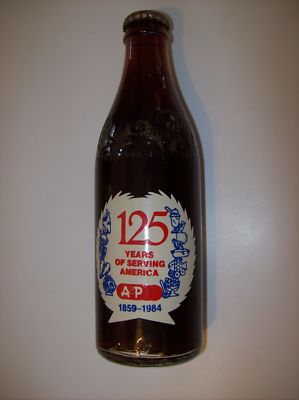 125
YEARS
OF SERVING
AMERICA
A&P
1859-1984